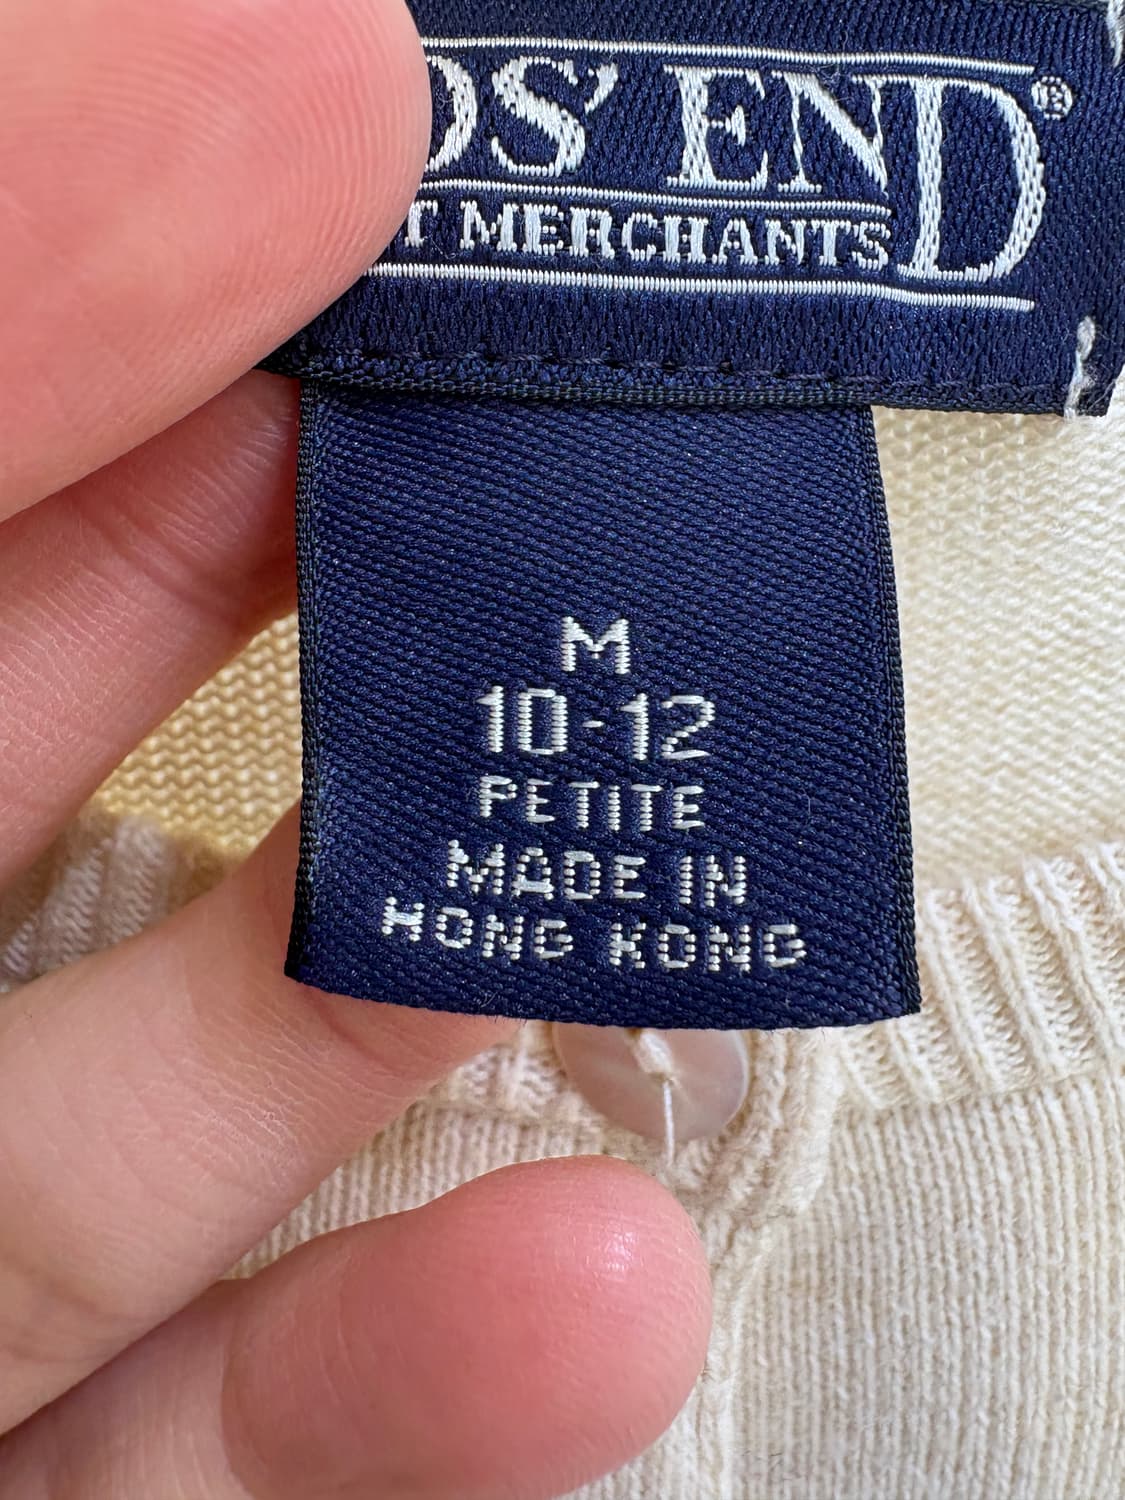 DS' END®
T MERCHANTS
M
10-12
PETITE
MADE IN
HONG KONG